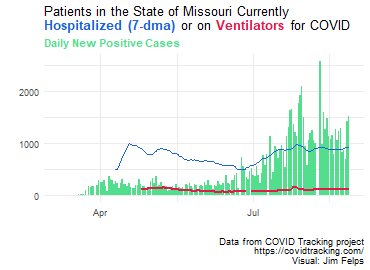 Patients in the State of Missouri Currently
Hospitalized (7-dma) or on Ventilators for COVID
Daily New Positive Cases
2000
1000
0
Apr
Jul
Data from COVID Tracking project
https://covidtracking.com/
Visual: Jim Felps